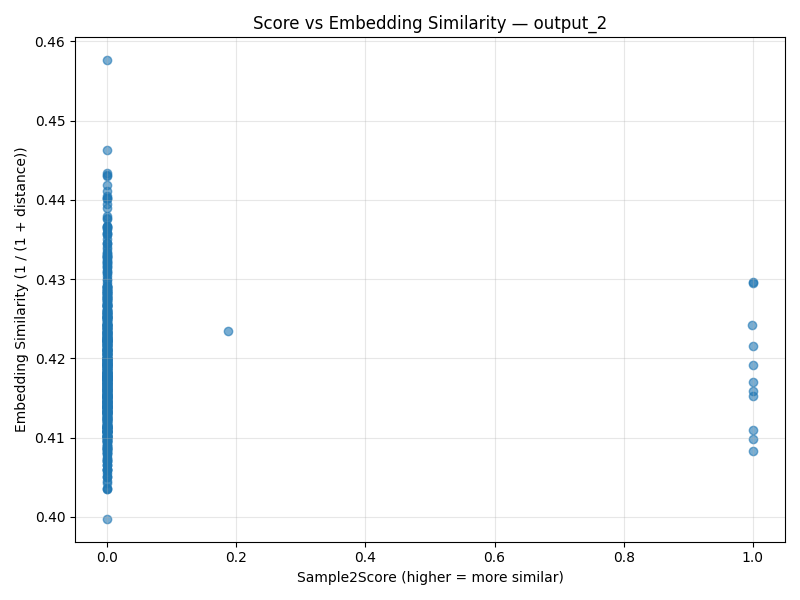 Score vs Embedding Similarity — output_2
Embedding Similarity (1 / (1 + distance))
0.46
0.45
0.44
0.43
0.42
0.41
0.40
0.0 0.2 0.4 0.6 0.8 1.0
Sample2Score (higher = more similar)